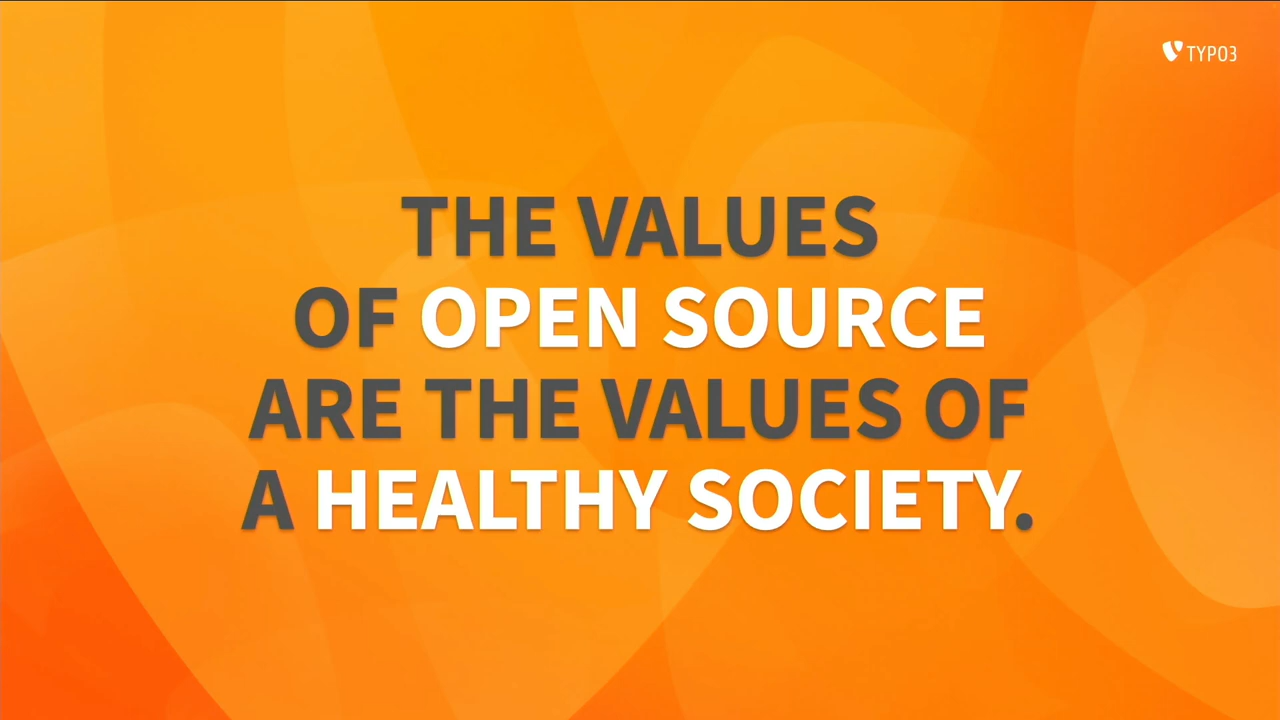 TYPO3
THE VALUES
OF OPEN SOURCE
ARE THE VALUES OF
A HEALTHY SOCIETY.